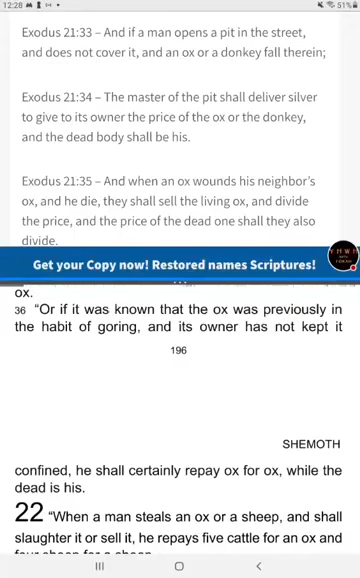 12:28
51%
Exodus 21:33 – And if a man opens a pit in the street,
and does not cover it, and an ox or a donkey fall therein;
Exodus 21:34 – The master of the pit shall deliver silver
to give to its owner the price of the ox or the donkey,
and the dead body shall be his.
Exodus 21:35 – And when an ox wounds his neighbor's
ox, and he die, they shall sell the living ox, and divide
the price, and the price of the dead one shall they also
divide.
Get your Copy now! Restored names Scriptures!
ox.
36 “Or if it was known that the ox was previously in
the habit of goring, and its owner has not kept it
196
SHEMOTH
confined, he shall certainly repay ox for ox, while the
dead is his.
22 “When a man steals an ox or a sheep, and shall
slaughter it or sell it, he repays five cattle for an ox and
four sheep for a sheep.